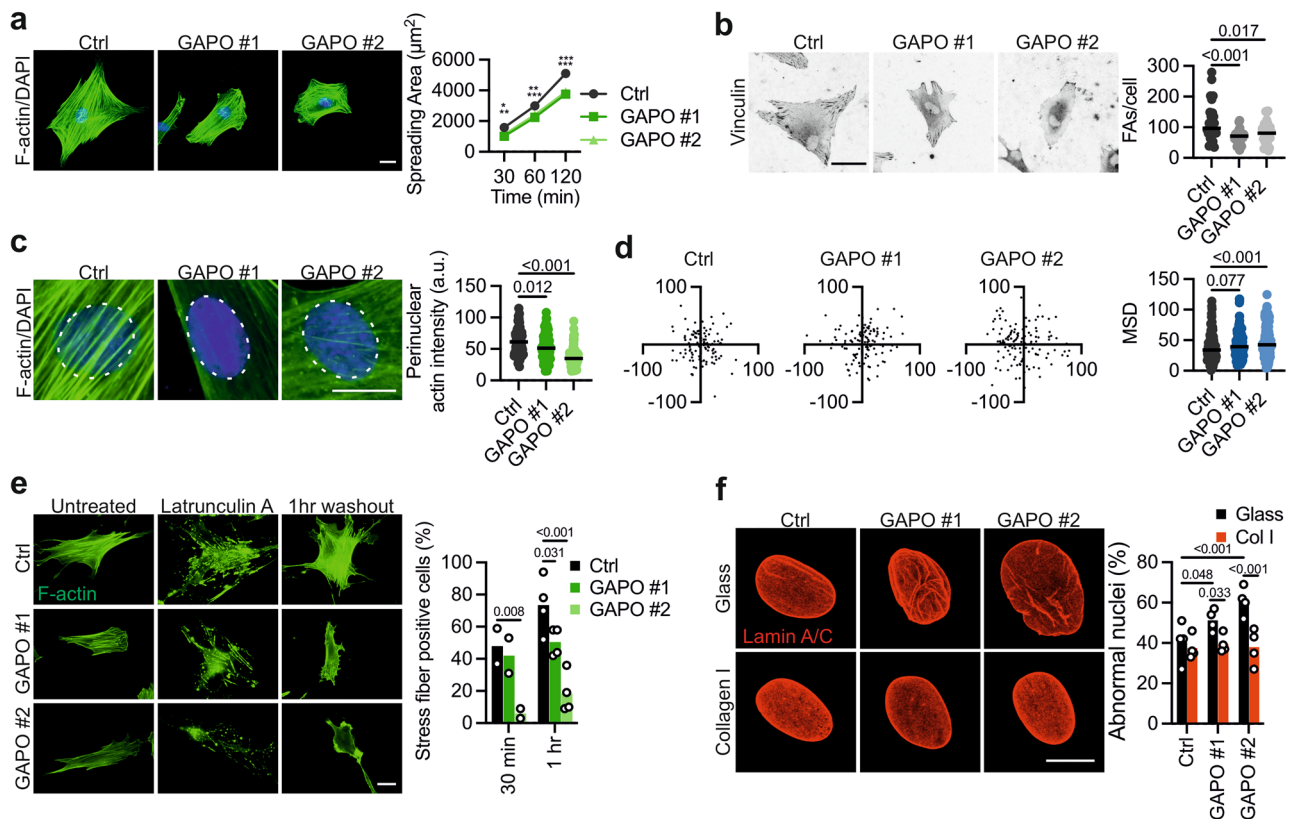 a
Ctrl
GAPO #1
GAPO #2
F-actin/DAPI
Spreading Area (µm²)
6000
4000
2000
0
*
**
**
***
***
***
30
60
120
Time (min)
Ctrl
GAPO #1
GAPO #2
b
Ctrl
GAPO #1
GAPO #2
Vinculin
FAs/cell
0.017
<0.001
300
200
100
0
Ctrl
GAPO #1
GAPO #2
c
Ctrl
GAPO #1
GAPO #2
F-actin/DAPI
Perinuclear
actin intensity (a.u.)
<0.001
0.012
150
100
50
0
Ctrl
GAPO #1
GAPO #2
d
Ctrl
100
-100
100
-100
GAPO #1
100
-100
100
-100
GAPO #2
100
-100
100
-100
MSD
<0.001
0.077
150
100
50
0
Ctrl
GAPO #1
GAPO #2
e
Untreated
Latrunculin A
1hr washout
Ctrl
F-actin
GAPO #1
GAPO #2
Stress fiber positive cells (%)
100
80
60
40
20
0
0.008
<0.001
0.031
Ctrl
GAPO #1
GAPO #2
30 min
1 hr
f
Ctrl
GAPO #1
GAPO #2
Glass
Lamin A/C
Collagen I
Abnormal nuclei (%)
Glass
Col I
80
60
40
20
0
<0.001
0.048
<0.001
0.033
Ctrl
GAPO #1
GAPO #2